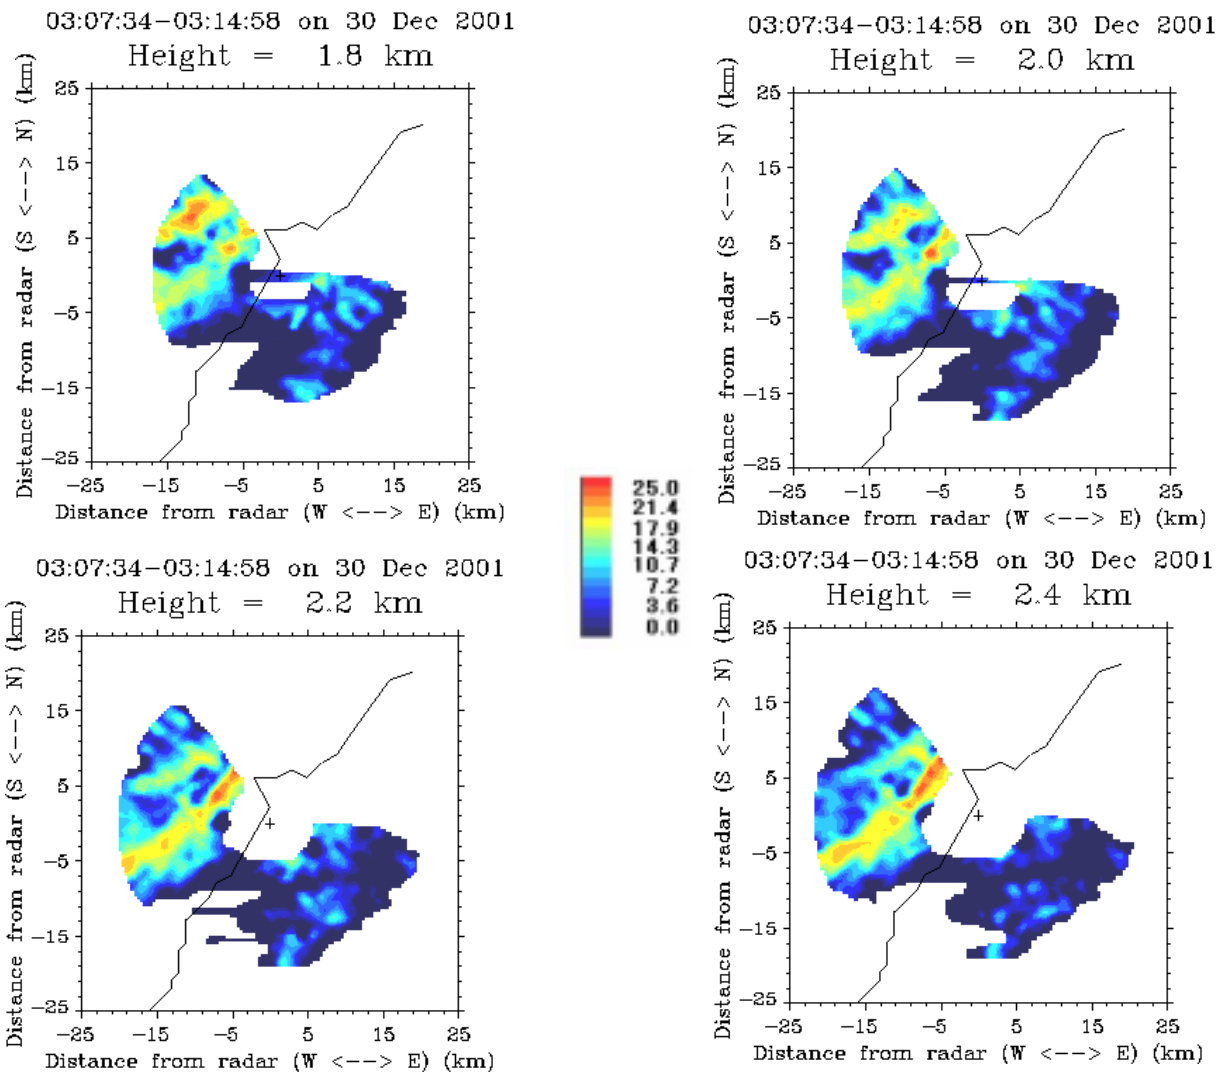 03:07:34-03:14:58 on 30 Dec 2001
Height = 1.8 km
25
15
5
-5
-15
-25
-25 -15 -5 5 15 25
Distance from radar (W <--> E) (km)
Distance from radar (S <--> N) (km)
03:07:34-03:14:58 on 30 Dec 2001
Height = 2.0 km
25
15
5
-5
-15
-25
-25 -15 -5 5 15 25
Distance from radar (W <--> E) (km)
Distance from radar (S <--> N) (km)
25.0
21.4
17.9
14.3
10.7
7.2
3.6
0.0
03:07:34-03:14:58 on 30 Dec 2001
Height = 2.2 km
25
15
5
-5
-15
-25
-25 -15 -5 5 15 25
Distance from radar (W <--> E) (km)
Distance from radar (S <--> N) (km)
03:07:34-03:14:58 on 30 Dec 2001
Height = 2.4 km
25
15
5
-5
-15
-25
-25 -15 -5 5 15 25
Distance from radar (W <--> E) (km)
Distance from radar (S <--> N) (km)